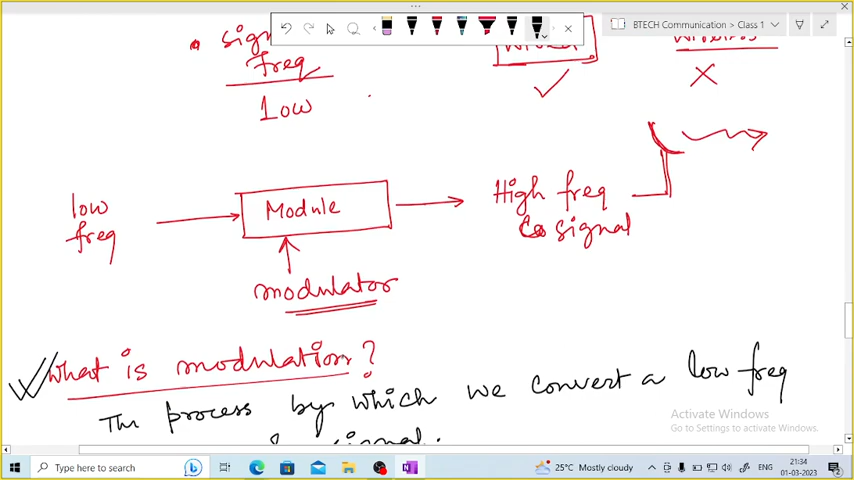 BTECH Communication > Class 1
• sign
freq
Low
low
freq
Module
High freq
signal
modulator
What is modulation?
The process by which we convert a low freq
signal.
Activate Windows
Go to Settings to activate Windows.
Type here to search
25°C Mostly cloudy
ENG
21:34
01-03-2023